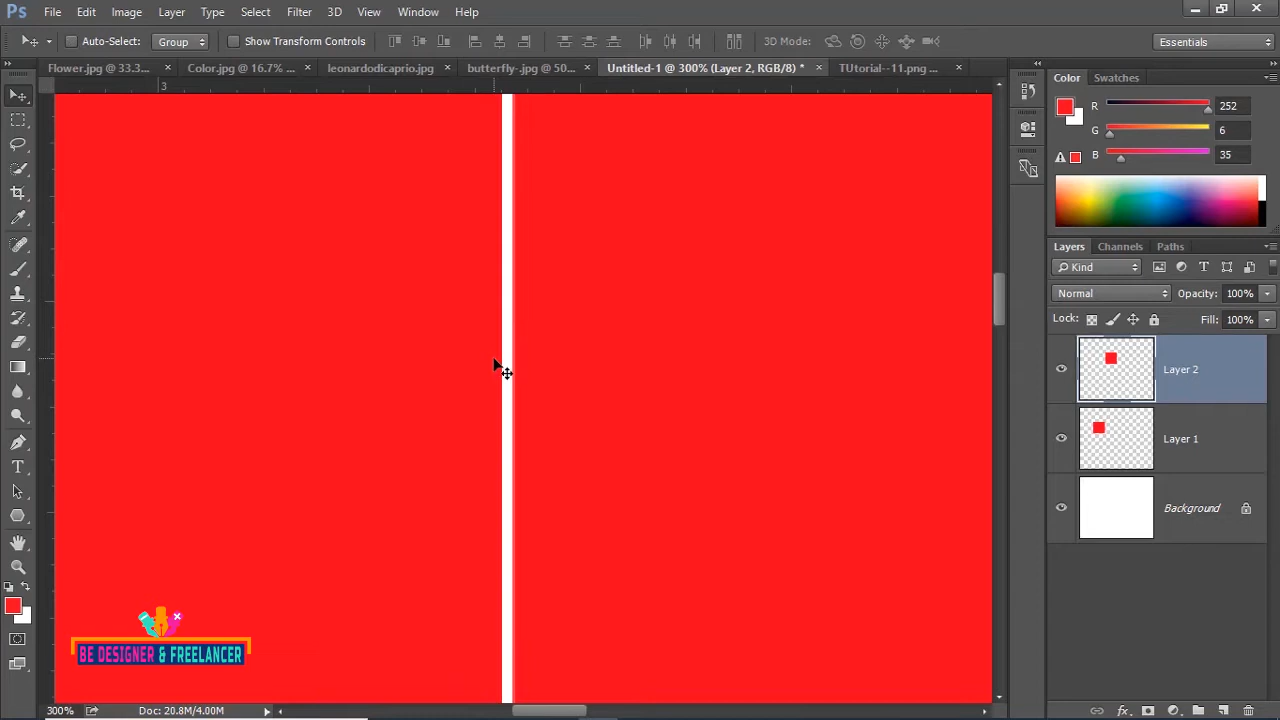 Ps File Edit Image Layer Type Select Filter 3D View Window Help
Auto-Select: Group Show Transform Controls 3D Mode: Essentials
Flower.jpg @ 33.3... × Color.jpg @ 16.7% ... × leonardodicaprio.jpg × butterfly-.jpg @ 50... × Untitled-1 @ 300% (Layer 2, RGB/8) * × TUtorial--11.png ... ×
3
Color Swatches
R 252
G 6
B 35
Layers Channels Paths
Kind
Normal Opacity: 100%
Lock: Fill: 100%
Layer 2
Layer 1
Background
BE DESIGNER & FREELANCER
300% Doc: 20.8M/4.00M